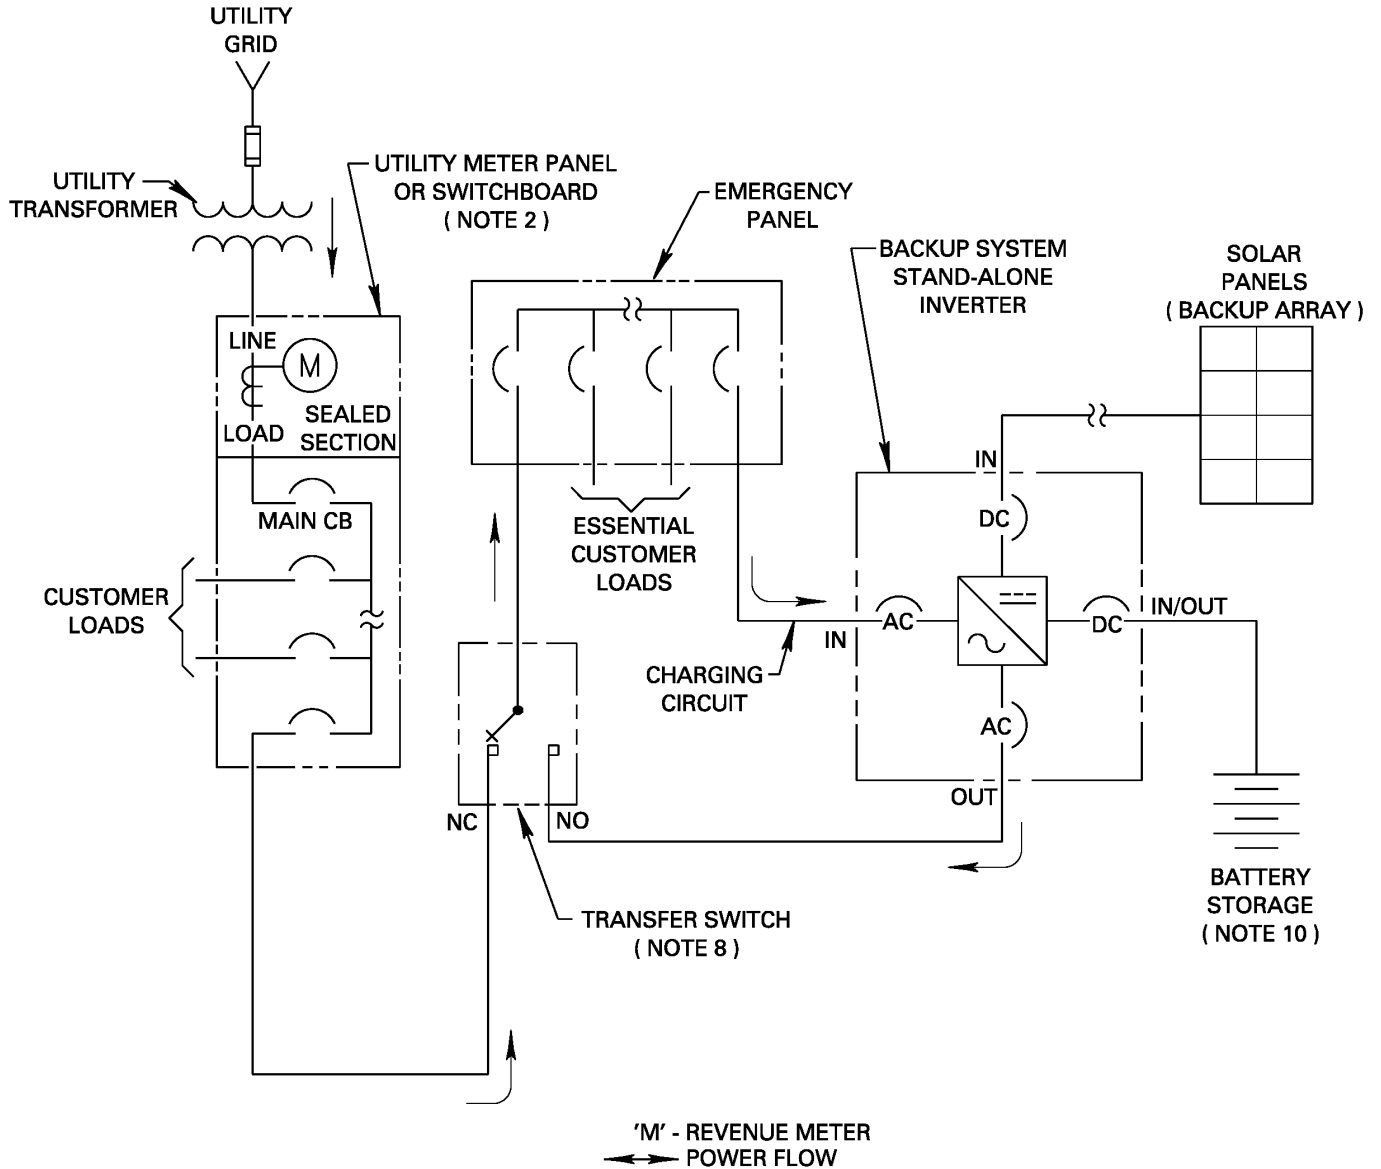 UTILITY
GRID
UTILITY
TRANSFORMER
UTILITY METER PANEL
OR SWITCHBOARD
( NOTE 2 )
EMERGENCY
PANEL
BACKUP SYSTEM
STAND-ALONE
INVERTER
SOLAR
PANELS
( BACKUP ARRAY )
LINE
M
LOAD
SEALED
SECTION
MAIN CB
CUSTOMER
LOADS
ESSENTIAL
CUSTOMER
LOADS
IN
DC
IN/OUT
AC
DC
IN
CHARGING
CIRCUIT
AC
OUT
NC
NO
TRANSFER SWITCH
( NOTE 8 )
BATTERY
STORAGE
( NOTE 10 )
'M' - REVENUE METER
POWER FLOW